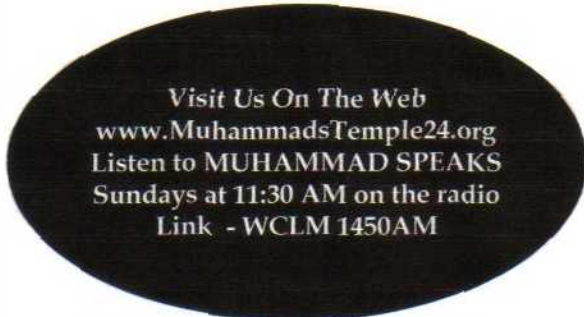 Visit Us On The Web
www.MuhammadsTemple24.org
Listen to MUHAMMAD SPEAKS
Sundays at 11:30 AM on the radio
Link - WCLM 1450AM